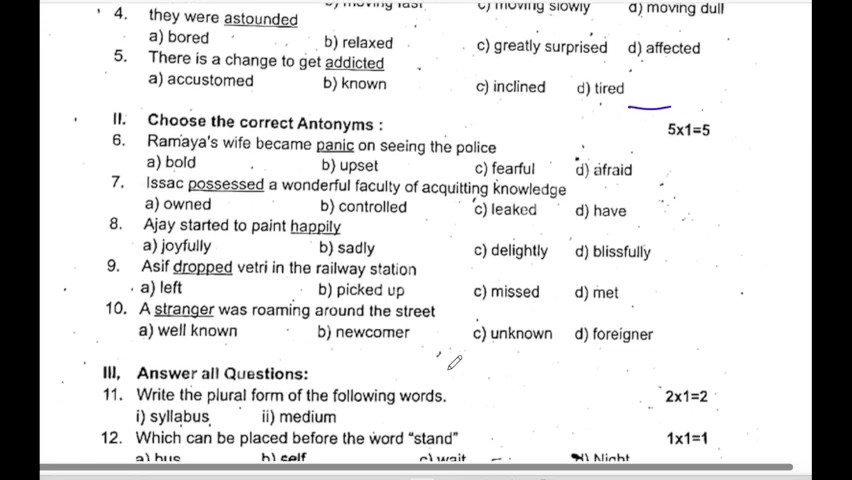 c) moving slowly d) moving dull
4. they were astounded
a) bored b) relaxed c) greatly surprised d) affected
5. There is a change to get addicted
a) accustomed b) known c) inclined d) tired
II. Choose the correct Antonyms : 5x1=5
6. Ramaya's wife became panic on seeing the police
a) bold b) upset c) fearful d) afraid
7. Issac possessed a wonderful faculty of acquitting knowledge
a) owned b) controlled c) leaked d) have
8. Ajay started to paint happily
a) joyfully b) sadly c) delightly d) blissfully
9. Asif dropped vetri in the railway station
a) left b) picked up c) missed d) met
10. A stranger was roaming around the street
a) well known b) newcomer c) unknown d) foreigner
III, Answer all Questions:
11. Write the plural form of the following words. 2x1=2
i) syllabus ii) medium
12. Which can be placed before the word "stand" 1x1=1
a) bus b) self c) wait d) Night